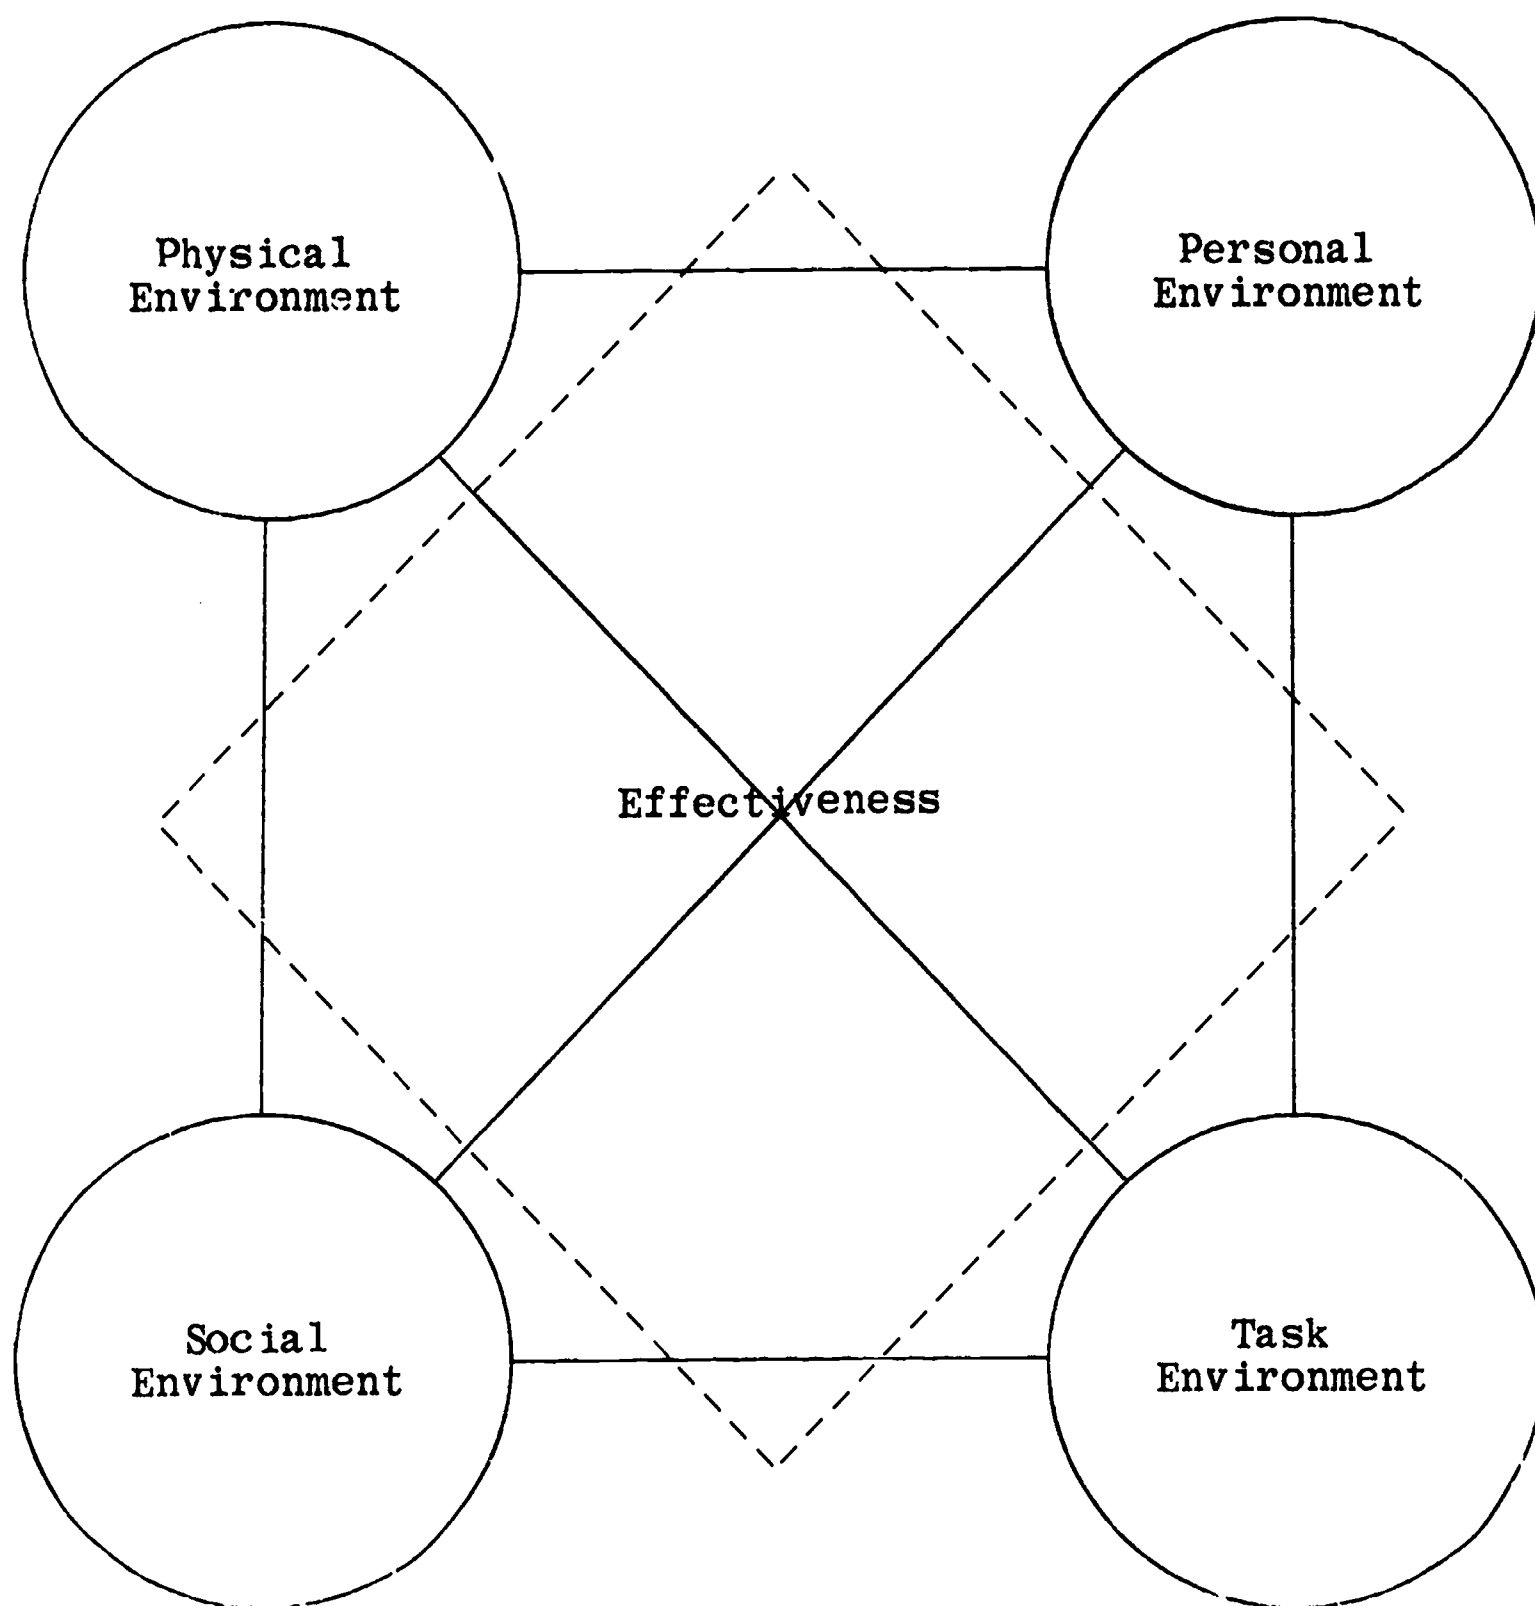 Physical
Environment
Personal
Environment
Effectiveness
Social
Environment
Task
Environment